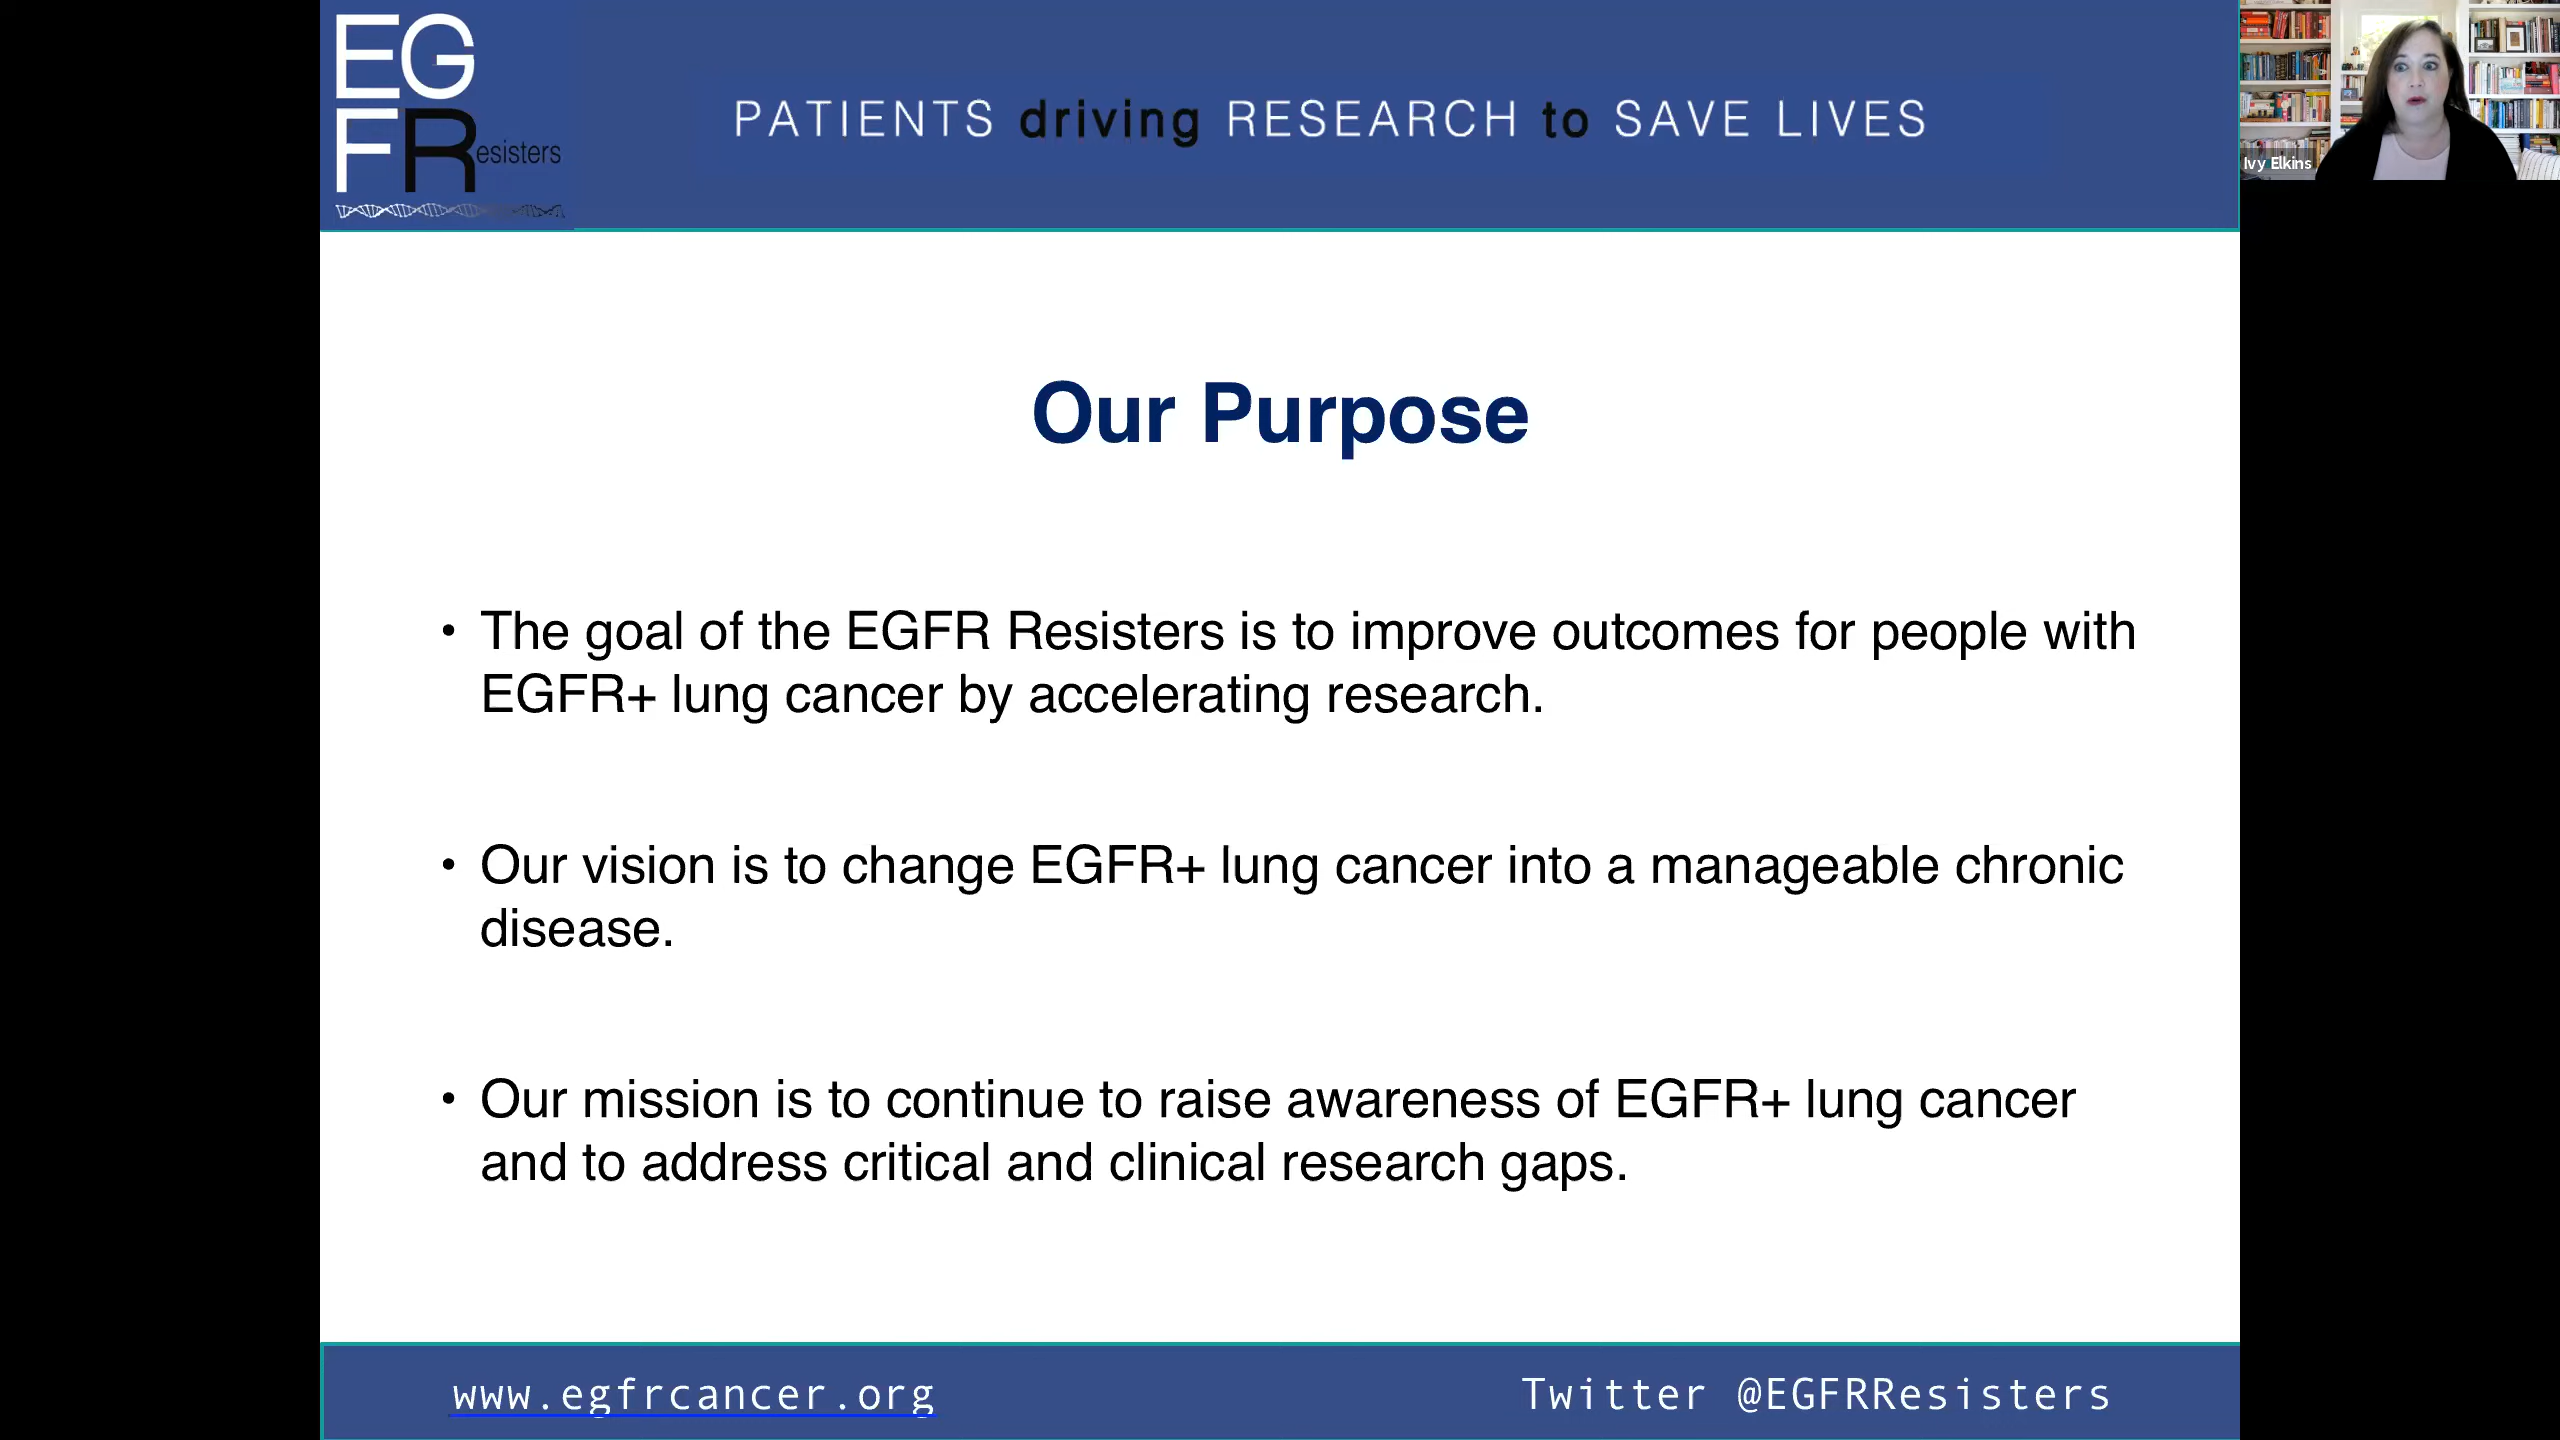 EG
FResisters
PATIENTS driving RESEARCH to SAVE LIVES
Ivy Elkins
Our Purpose
• The goal of the EGFR Resisters is to improve outcomes for people with
EGFR+ lung cancer by accelerating research.
• Our vision is to change EGFR+ lung cancer into a manageable chronic
disease.
• Our mission is to continue to raise awareness of EGFR+ lung cancer
and to address critical and clinical research gaps.
www.egfrcancer.org
Twitter @EGFRResisters